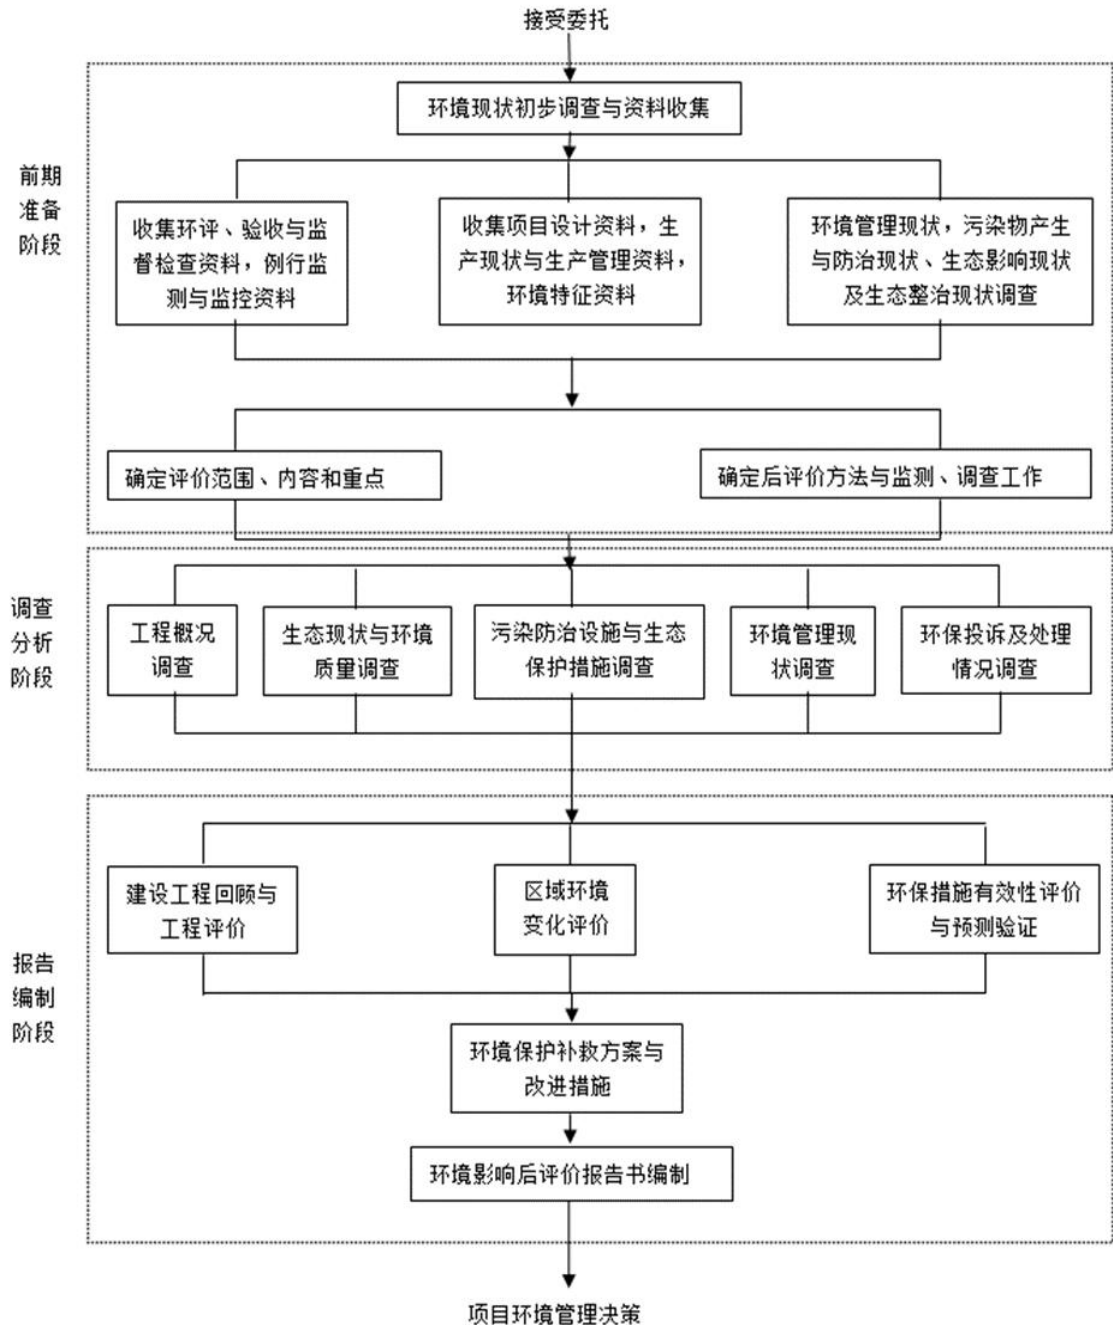 接受委托
前期
准备
阶段
环境现状初步调查与资料收集
收集环评、验收与监
督检查资料，例行监
测与监控资料
收集项目设计资料，生
产现状与生产管理资料，
环境特征资料
环境管理现状，污染物产生
与防治现状、生态影响现状
及生态整治现状调查
确定评价范围、内容和重点
确定后评价方法与监测、调查工作
调查
分析
阶段
工程概况
调查
生态现状与环境
质量调查
污染防治设施与生态
保护措施调查
环境管理现
状调查
环保投诉及处理
情况调查
报告
编制
阶段
建设工程回顾与
工程评价
区域环境
变化评价
环保措施有效性评价
与预测验证
环境保护补救方案与
改进措施
环境影响后评价报告书编制
项目环境管理决策